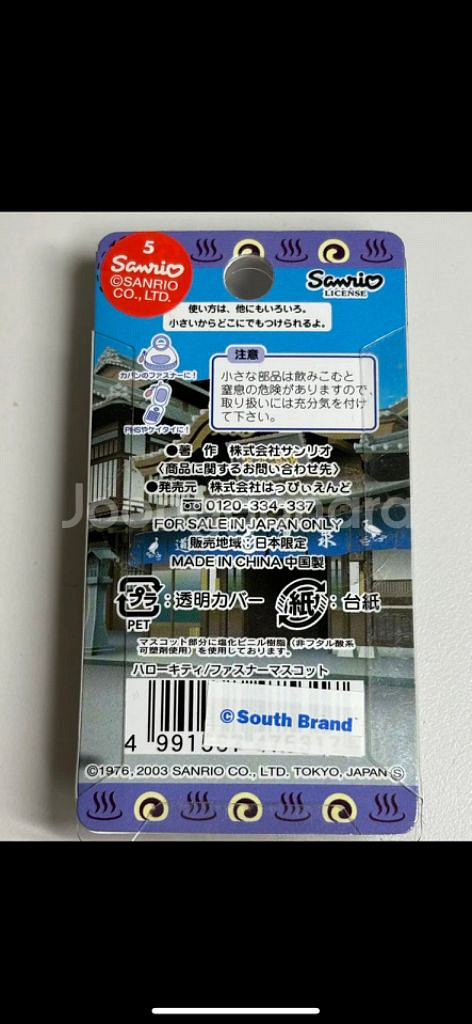 5
Sanrio
©SANRIO
CO., LTD.
Sanrio
LICENSE
使い方は、他にもいろいろ。
小さいからどこにでもつけられるよ。
カバンのファスナーに!
PHSやケイタイに!
注意
小さな部品は飲みこむと
窒息の危険がありますので、
取り扱いには充分気を付け
て下さい。
●著 作 株式会社サンリオ
〈商品に関するお問い合わせ先〉
●発売元 株式会社はっぴぃえんど
0120-334-337
FOR SALE IN JAPAN ONLY
販売地域:日本限定
MADE IN CHINA 中国製
プラ:透明カバー
PET
紙:台紙
マスコット部分に塩化ビニル樹脂(非フタル酸系
可塑剤使用)を使用しております。
ハローキティ/ファスナーマスコット
© South Brand
©1976, 2003 SANRIO CO., LTD. TOKYO, JAPAN Ⓢ